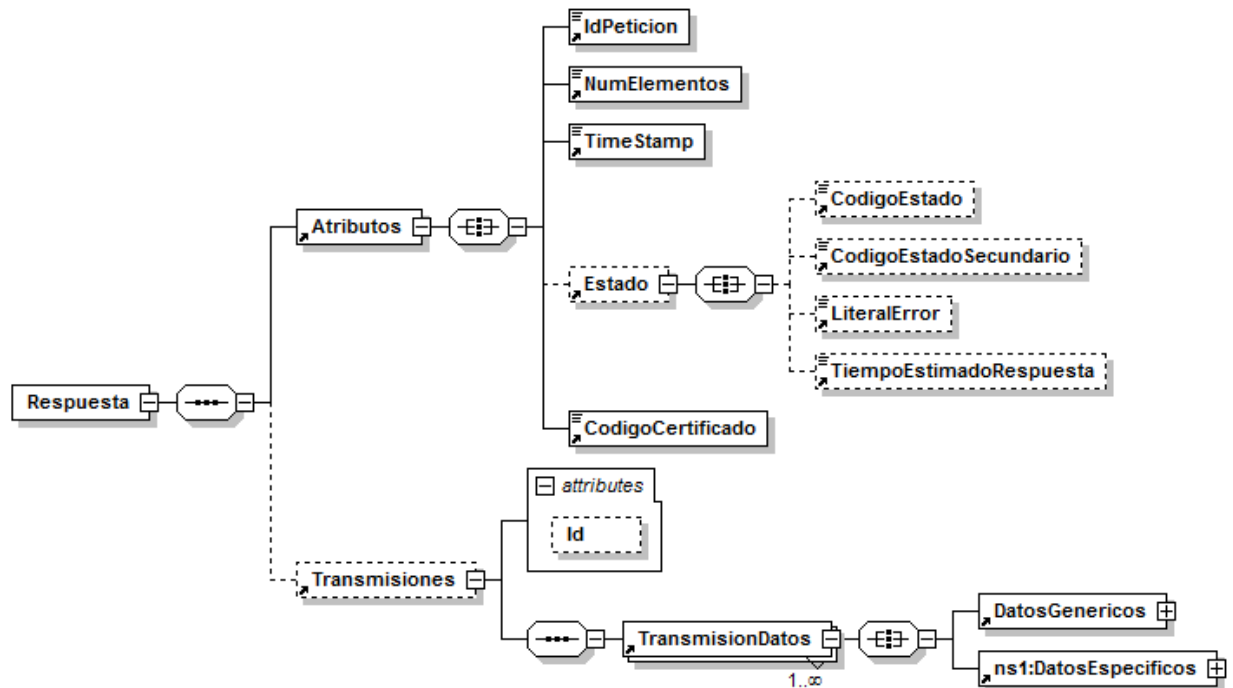 IdPeticion
NumElementos
TimeStamp
CodigoEstado
Atributos
CodigoEstadoSecundario
Estado
LiteralError
TiempoEstimadoRespuesta
Respuesta
CodigoCertificado
attributes
Id
Transmisiones
DatosGenericos
TransmisionDatos
ns1:DatosEspecificos
1..∞